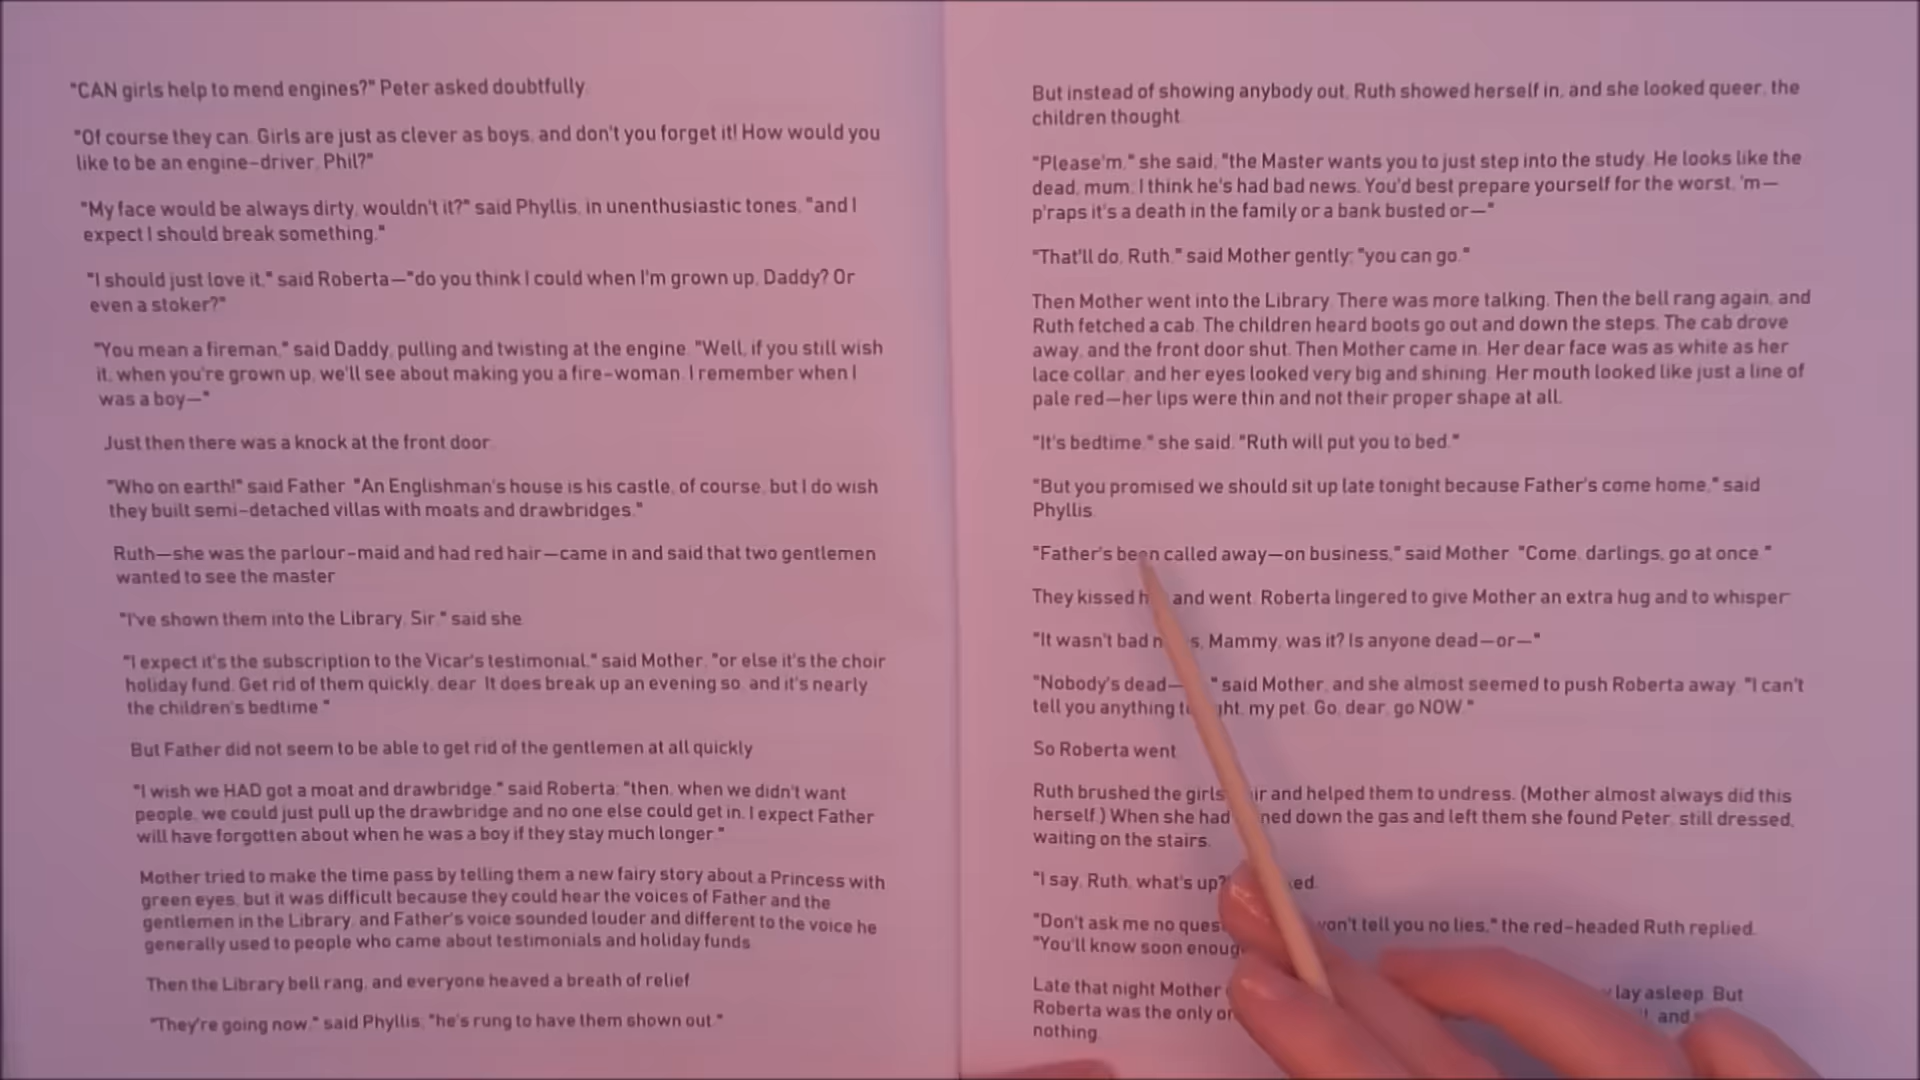 "CAN girls help to mend engines?" Peter asked doubtfully.
"Of course they can. Girls are just as clever as boys, and don't you forget it! How would you
like to be an engine-driver, Phil?"
"My face would be always dirty, wouldn't it?" said Phyllis, in unenthusiastic tones, "and I
expect I should break something."
"I should just love it," said Roberta—"do you think I could when I'm grown up, Daddy? Or
even a stoker?"
"You mean a fireman," said Daddy, pulling and twisting at the engine. "Well, if you still wish
it, when you're grown up, we'll see about making you a fire-woman. I remember when I
was a boy—"
Just then there was a knock at the front door.
"Who on earth!" said Father. "An Englishman's house is his castle, of course, but I do wish
they built semi-detached villas with moats and drawbridges."
Ruth—she was the parlour-maid and had red hair—came in and said that two gentlemen
wanted to see the master.
"I've shown them into the Library, Sir," said she.
"I expect it's the subscription to the Vicar's testimonial," said Mother, "or else it's the choir
holiday fund. Get rid of them quickly, dear. It does break up an evening so, and it's nearly
the children's bedtime."
But Father did not seem to be able to get rid of the gentlemen at all quickly.
"I wish we HAD got a moat and drawbridge," said Roberta; "then, when we didn't want
people, we could just pull up the drawbridge and no one else could get in. I expect Father
will have forgotten about when he was a boy if they stay much longer."
Mother tried to make the time pass by telling them a new fairy story about a Princess with
green eyes, but it was difficult because they could hear the voices of Father and the
gentlemen in the Library, and Father's voice sounded louder and different to the voice he
generally used to people who came about testimonials and holiday funds.
Then the Library bell rang, and everyone heaved a breath of relief.
"They're going now," said Phyllis; "he's rung to have them shown out."
But instead of showing anybody out, Ruth showed herself in, and she looked queer, the
children thought.
"Please'm," she said, "the Master wants you to just step into the study. He looks like the
dead, mum; I think he's had bad news. You'd best prepare yourself for the worst, 'm—
p'raps it's a death in the family or a bank busted or—"
"That'll do, Ruth," said Mother gently; "you can go."
Then Mother went into the Library. There was more talking. Then the bell rang again, and
Ruth fetched a cab. The children heard boots go out and down the steps. The cab drove
away, and the front door shut. Then Mother came in. Her dear face was as white as her
lace collar, and her eyes looked very big and shining. Her mouth looked like just a line of
pale red—her lips were thin and not their proper shape at all.
"It's bedtime," she said. "Ruth will put you to bed."
"But you promised we should sit up late tonight because Father's come home," said
Phyllis.
"Father's been called away—on business," said Mother. "Come, darlings, go at once."
They kissed and went. Roberta lingered to give Mother an extra hug and to whisper:
"It wasn't bad Mammy, was it? Is anyone dead—or—"
"Nobody's dead— " said Mother, and she almost seemed to push Roberta away. "I can't
tell you anything my pet. Go, dear, go NOW."
So Roberta went.
Ruth brushed the girls and helped them to undress. (Mother almost always did this
herself.) When she had down the gas and left them she found Peter, still dressed,
waiting on the stairs.
"I say, Ruth, what's up?"
"Don't ask me no won't tell you no lies," the red-headed Ruth replied.
"You'll know soon
Late that night Mother lay asleep. But
Roberta was the only and
nothing.